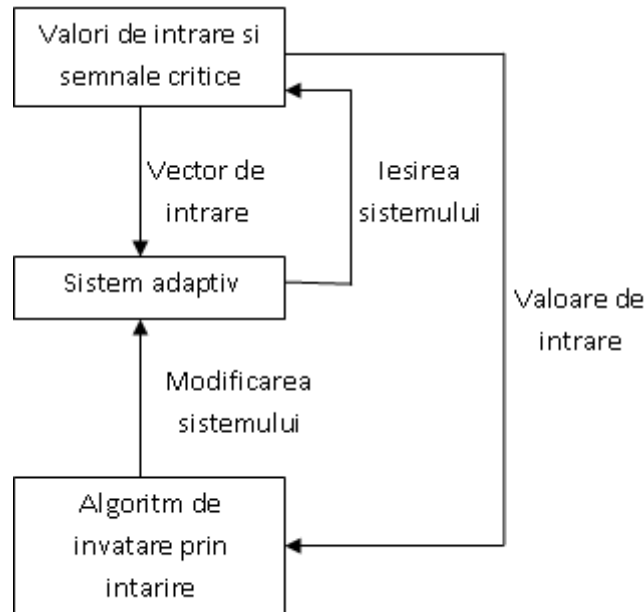 Valori de intrare si
semnale critice
Vector de
intrare
Iesirea
sistemului
Sistem adaptiv
Valoare de
intrare
Modificarea
sistemului
Algoritm de
invatare prin
intarire